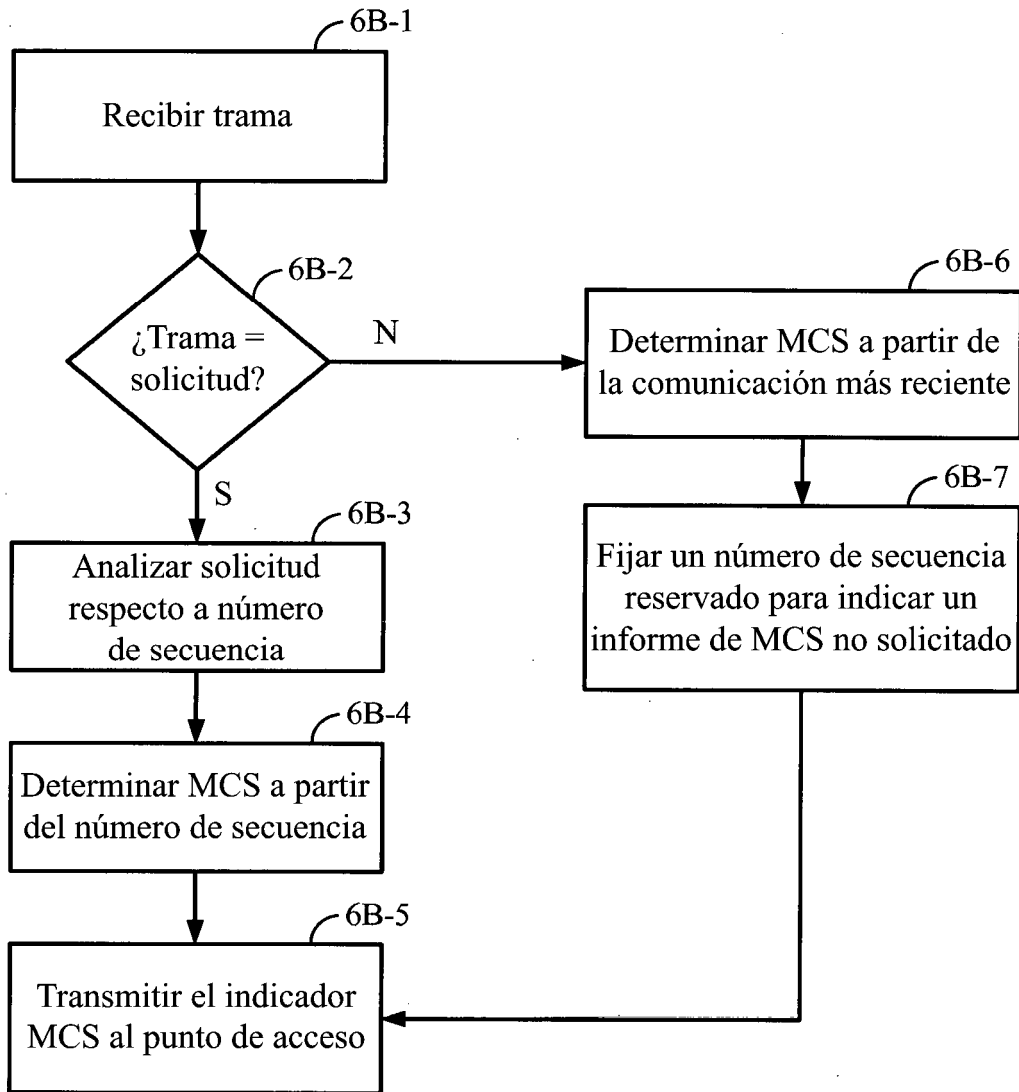 6B-1
Recibir trama
6B-2
¿Trama =
solicitud?
N
S
6B-3
Analizar solicitud
respecto a número
de secuencia
6B-4
Determinar MCS a partir
del número de secuencia
6B-5
Transmitir el indicador
MCS al punto de acceso
6B-6
Determinar MCS a partir de
la comunicación más reciente
6B-7
Fijar un número de secuencia
reservado para indicar un
informe de MCS no solicitado